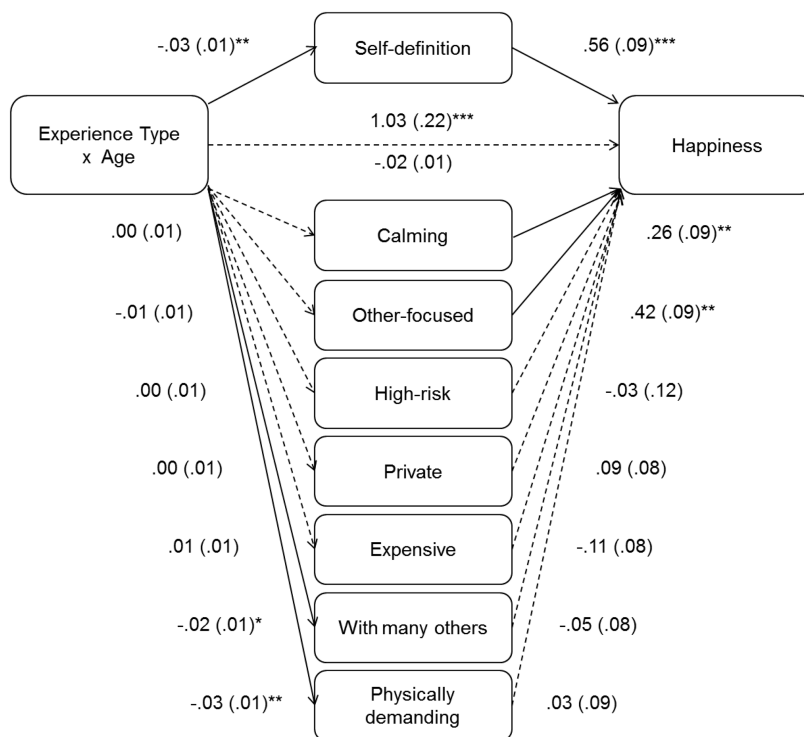 -.03 (.01)**
Self-definition
.56 (.09)***
Experience Type
x Age
1.03 (.22)***
-.02 (.01)
Happiness
.00 (.01)
Calming
.26 (.09)**
-.01 (.01)
Other-focused
.42 (.09)**
.00 (.01)
High-risk
-.03 (.12)
.00 (.01)
Private
.09 (.08)
.01 (.01)
Expensive
-.11 (.08)
-.02 (.01)*
With many others
-.05 (.08)
-.03 (.01)**
Physically
demanding
.03 (.09)